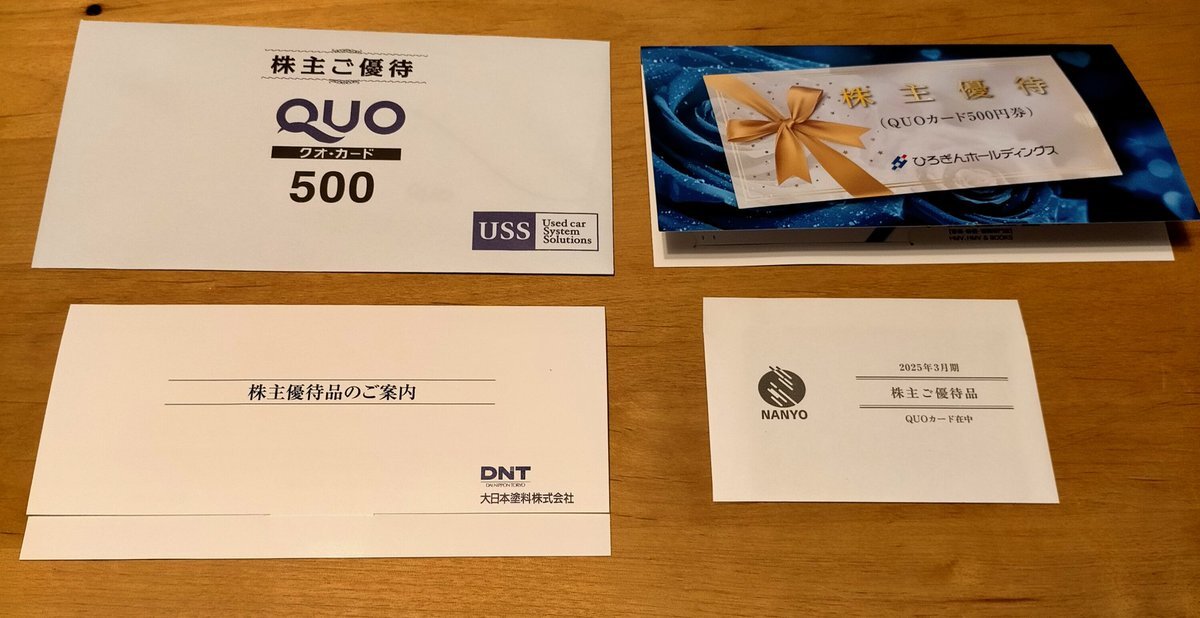 株主ご優待
QUO
クオ・カード
500
USS
Used car
System
Solutions
株主優待
(QUOカード500円券)
ひろぎんホールディングス
株主優待品のご案内
DNT
DAI NIPPON TORYO
大日本塗料株式会社
NANYO
2025年3月期
株主ご優待品
QUOカード在中